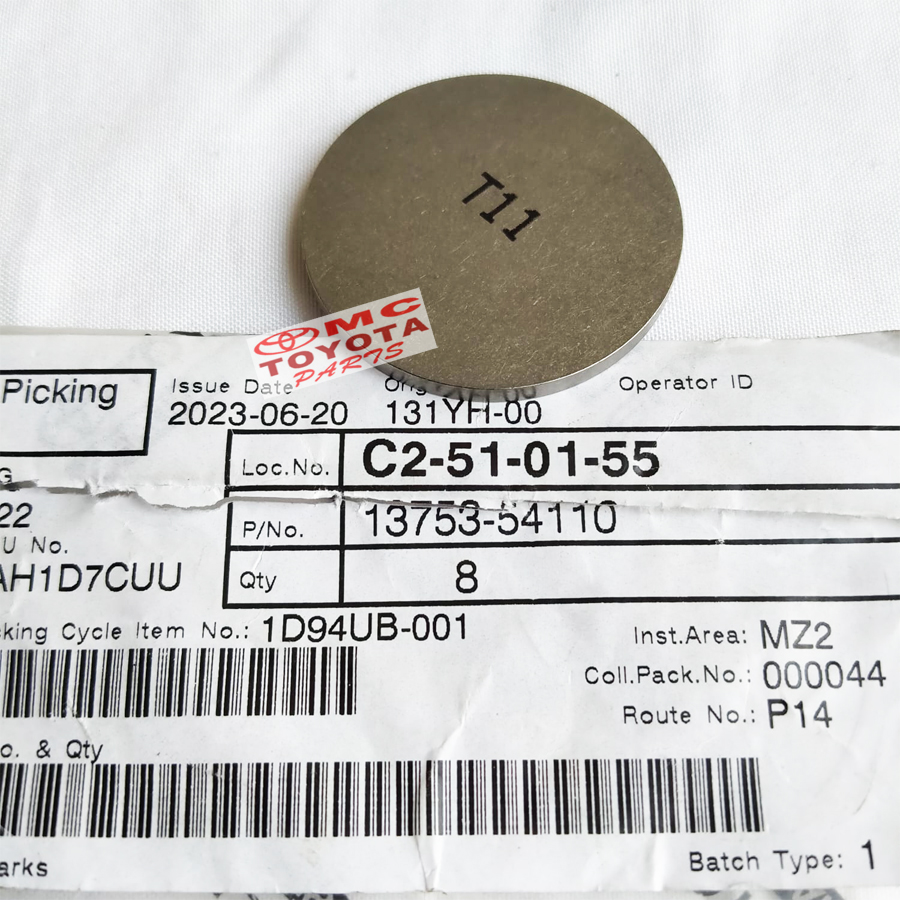 T11
MC
TOYOTA
PARTS
Picking
Issue Date
Operator ID
2023-06-20
131YH-00
Loc.No.
C2-51-01-55
22
P/No.
13753-54110
U No.
AH1D7CUU
Qty
8
king Cycle Item No.: 1D94UB-001
Inst.Area: MZ2
Coll.Pack.No.: 000044
Route No.: P14
o. & Qty
arks
Batch Type: 1